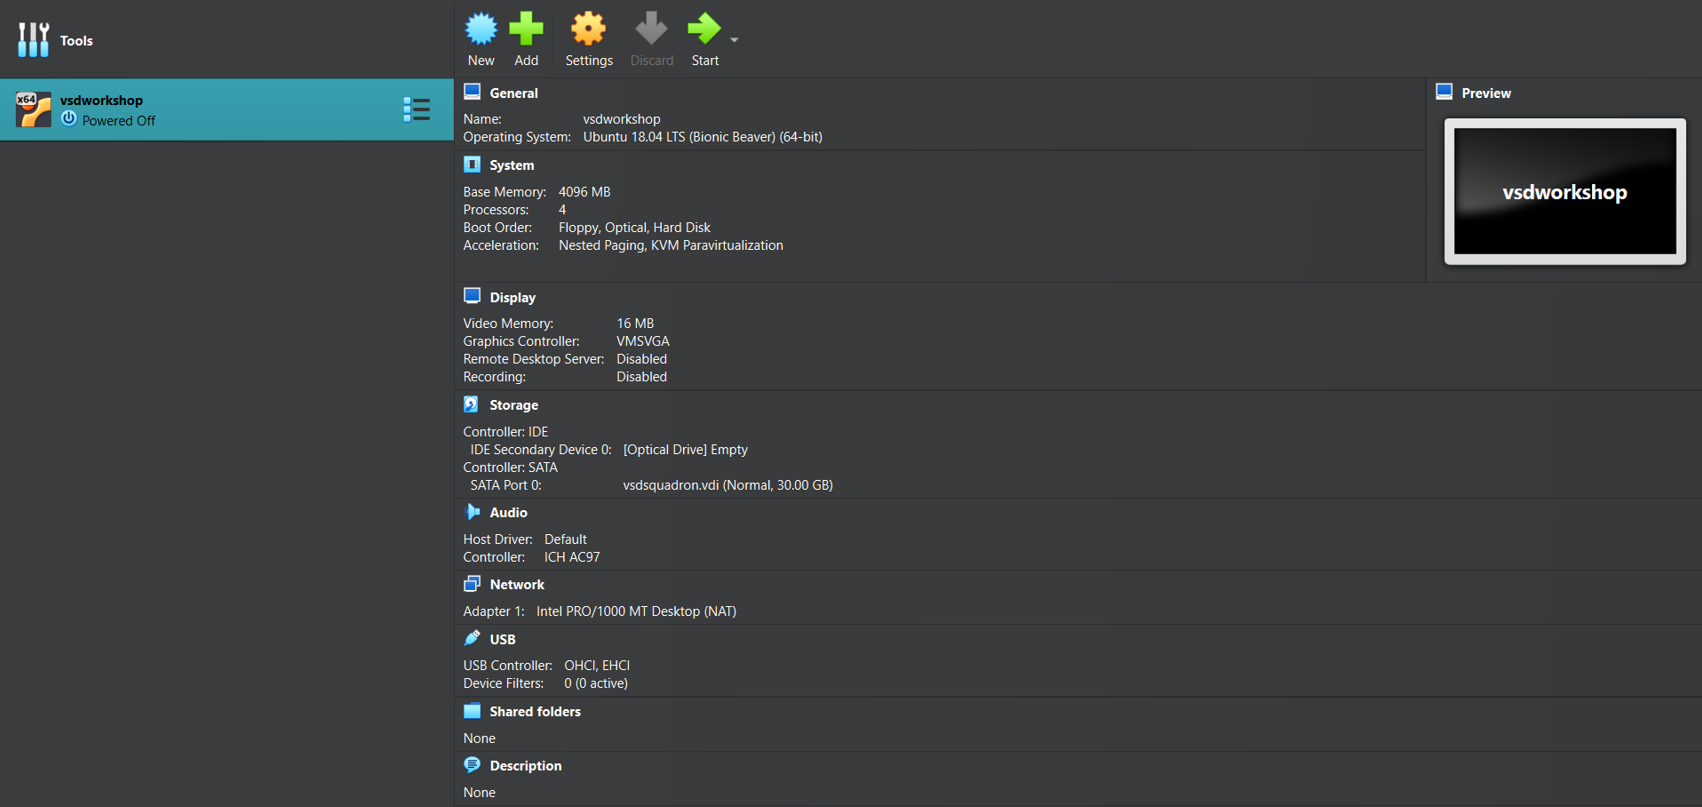 Tools
New Add Settings Discard Start
x64 vsdworkshop
Powered Off
General
Name: vsdworkshop
Operating System: Ubuntu 18.04 LTS (Bionic Beaver) (64-bit)
Preview
vsdworkshop
System
Base Memory: 4096 MB
Processors: 4
Boot Order: Floppy, Optical, Hard Disk
Acceleration: Nested Paging, KVM Paravirtualization
Display
Video Memory: 16 MB
Graphics Controller: VMSVGA
Remote Desktop Server: Disabled
Recording: Disabled
Storage
Controller: IDE
IDE Secondary Device 0: [Optical Drive] Empty
Controller: SATA
SATA Port 0: vsdsquadron.vdi (Normal, 30.00 GB)
Audio
Host Driver: Default
Controller: ICH AC97
Network
Adapter 1: Intel PRO/1000 MT Desktop (NAT)
USB
USB Controller: OHCI, EHCI
Device Filters: 0 (0 active)
Shared folders
None
Description
None